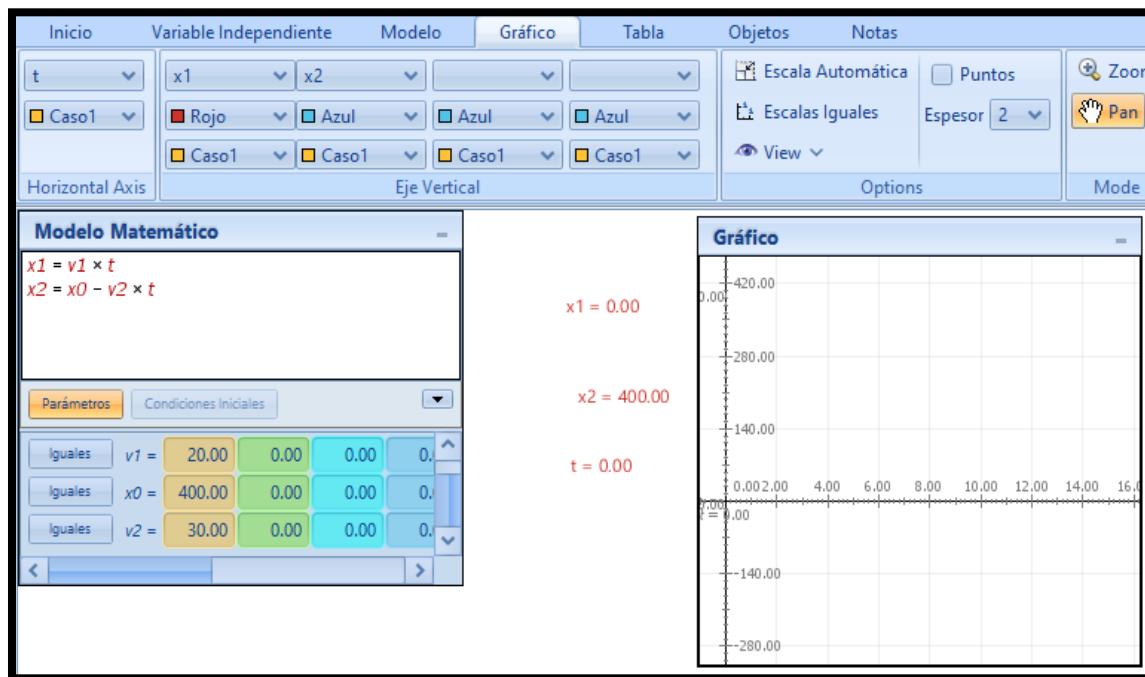 Inicio Variable Independiente Modelo Gráfico Tabla Objetos Notas
t x1 x2 Escala Automática Puntos Zoom
Caso1 Rojo Azul Azul Azul Escalas Iguales Espesor 2 Pan
Caso1 Caso1 Caso1 Caso1 View
Horizontal Axis Eje Vertical Options Mode
Modelo Matemático
x1 = v1 × t
x2 = x0 − v2 × t
Parámetros Condiciones Iniciales
Iguales v1 = 20.00 0.00 0.00 0.
Iguales x0 = 400.00 0.00 0.00 0.
Iguales v2 = 30.00 0.00 0.00 0.
x1 = 0.00
x2 = 400.00
t = 0.00
Gráfico
420.00
280.00
140.00
0.00 2.00 4.00 6.00 8.00 10.00 12.00 14.00 16.0
-140.00
-280.00